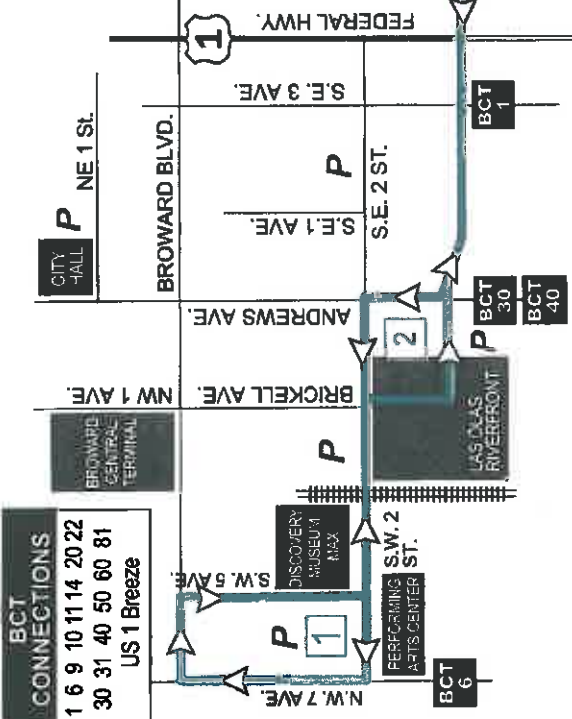 BCT
CONNECTIONS
1 6 9 10 11 14 20 22
30 31 40 50 60 81
US 1 Breeze
BROWARD
CENTRAL
TERMINAL
CITY
HALL
P
NE 1 St.
1
FEDERAL HWY.
NW 1 AVE.
BROWARD BLVD.
S.W. 5 AVE.
BRICKELL AVE.
ANDREWS AVE.
S.E. 1 AVE.
S.E. 3 AVE.
P
S.E. 2 ST.
P
1
DISCOVERY
MUSEUM
MAX
P
2
N.W. 7 AVE.
PERFORMING
ARTS CENTER
S.W. 2
ST.
LAS OLAS
RIVERFRONT
P
BCT
6
BCT
30
BCT
40
BCT
1